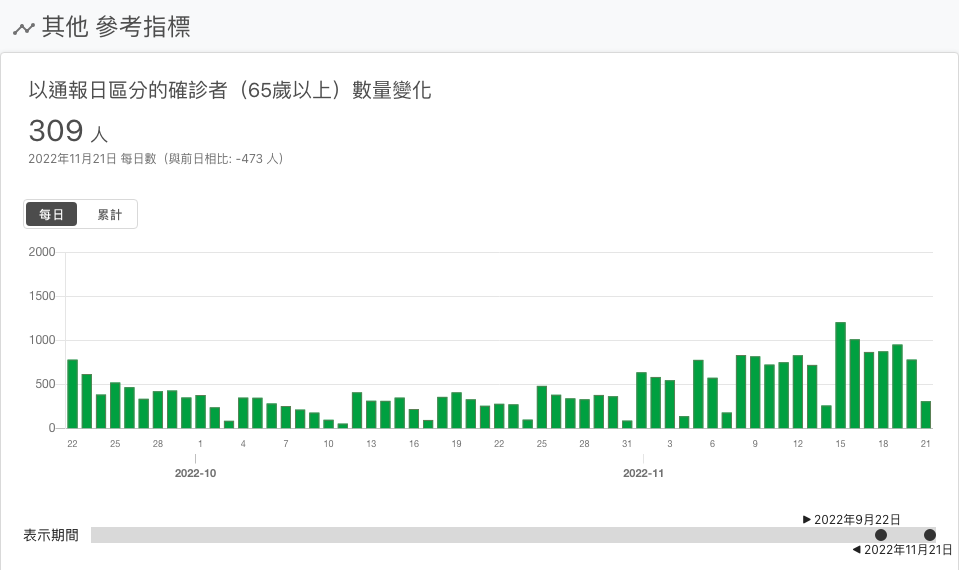 其他 參考指標
以通報日區分的確診者（65歲以上）數量變化
309 人
2022年11月21日 每日數（與前日相比: -473 人）
每日 累計
2000
1500
1000
500
0
22 25 28 1 4 7 10 13 16 19 22 25 28 31 3 6 9 12 15 18 21
2022-10 2022-11
▶ 2022年9月22日
表示期間
◀ 2022年11月21日